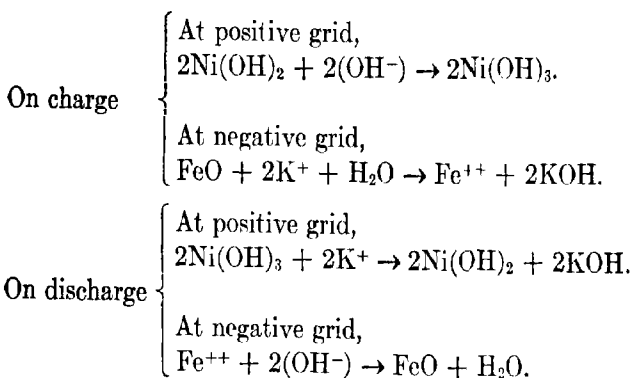 On charge
At positive grid,
2Ni(OH)₂ + 2(OH⁻) → 2Ni(OH)₃.
At negative grid,
FeO + 2K⁺ + H₂O → Fe⁺⁺ + 2KOH.
On discharge
At positive grid,
2Ni(OH)₃ + 2K⁺ → 2Ni(OH)₂ + 2KOH.
At negative grid,
Fe⁺⁺ + 2(OH⁻) → FeO + H₂O.